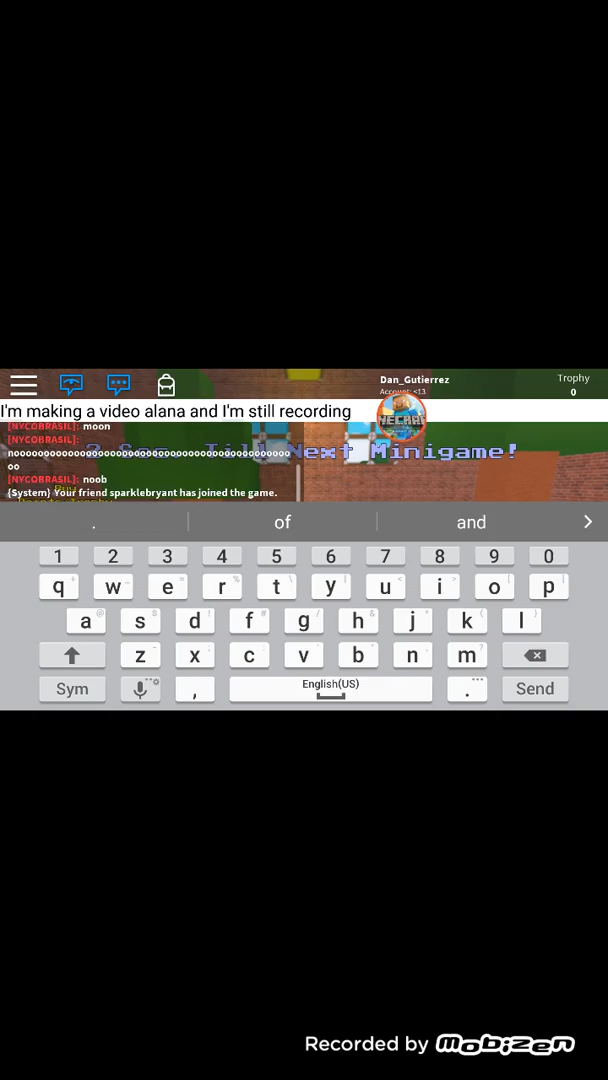 Dan_Gutierrez
Account: <13
Trophy
0
I'm making a video alana and I'm still recording
[NYCOBRASIL]: moon
[NYCOBRASIL]:
Till Next Minigame!
[NYCOBRASIL]: noob
{System} Your friend sparklebryant has joined the game.
. of and
1 2 3 4 5 6 7 8 9 0
q w e r t y u i o p
a s d f g h j k l
z x c v b n m
Sym , English(US) . Send
Recorded by Mobizen